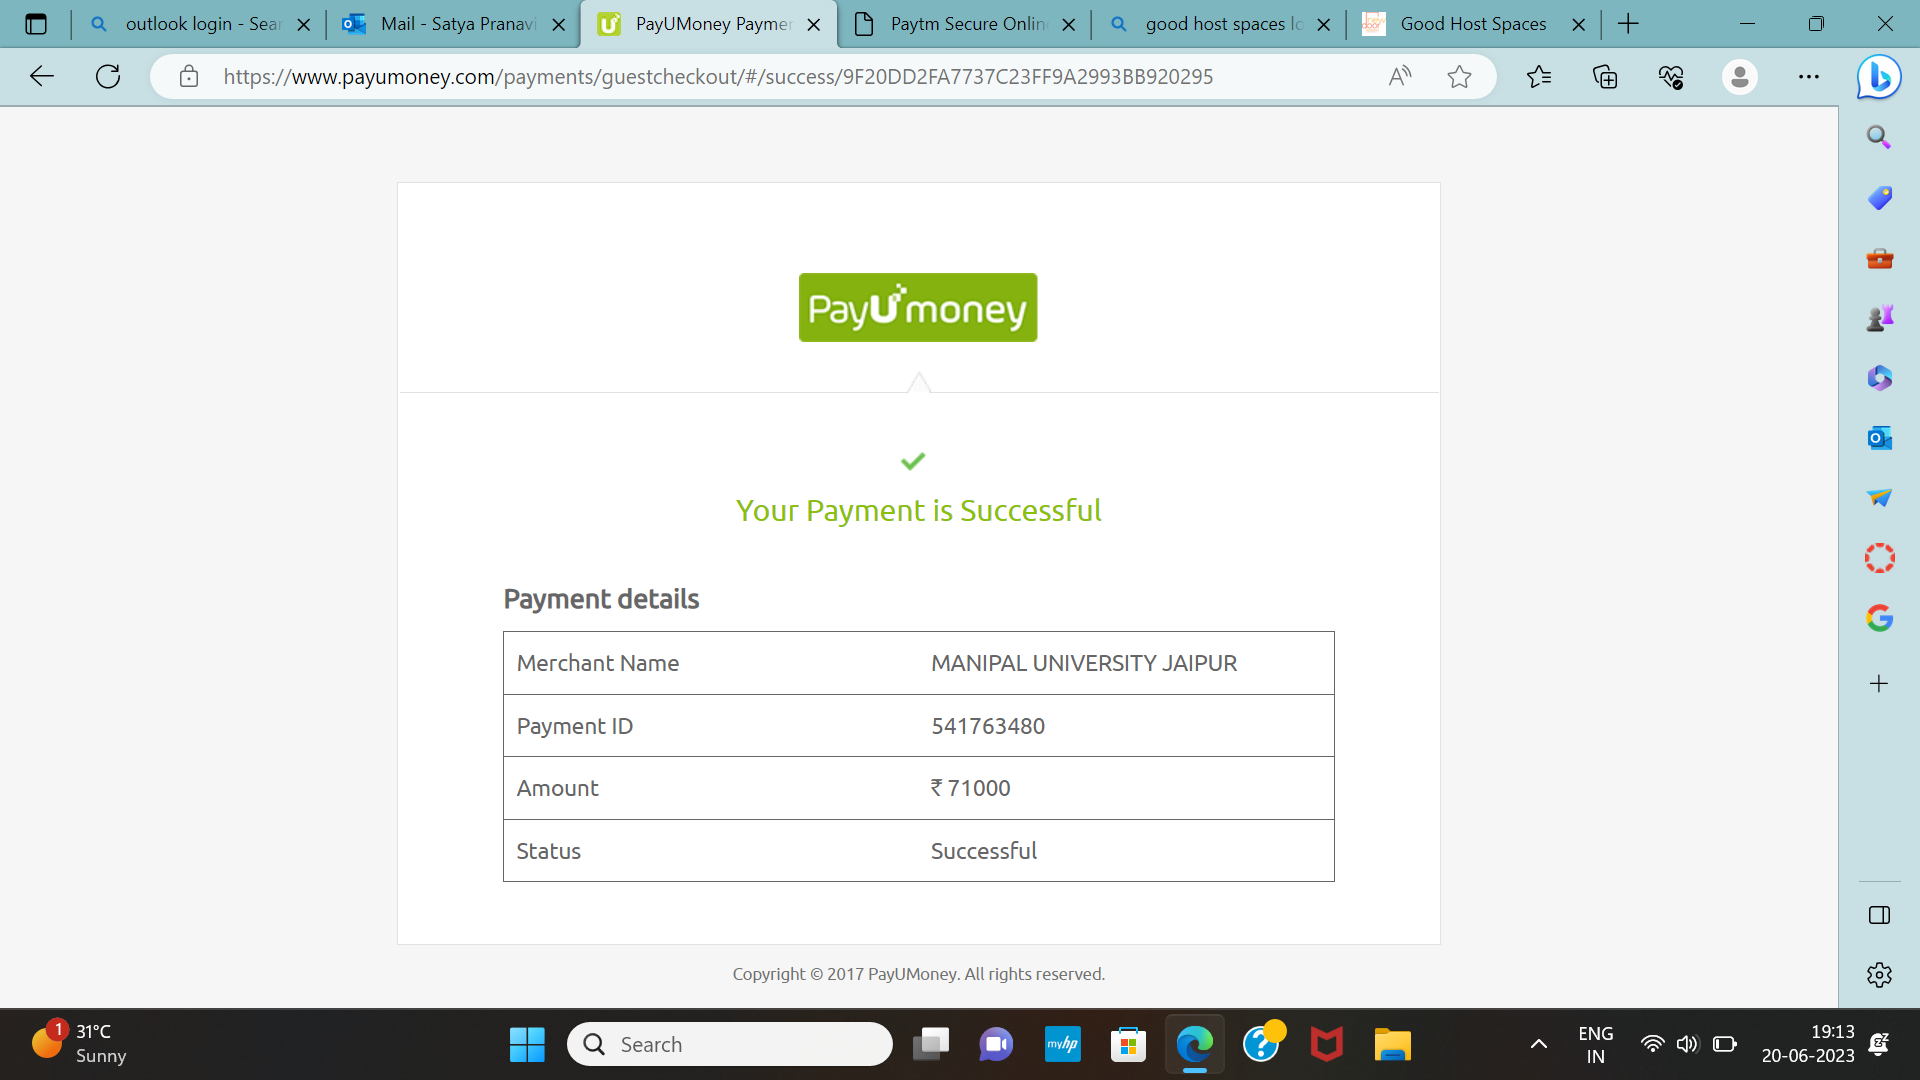 outlook login - Sear
Mail - Satya Pranavi
PayUMoney Paymen
Paytm Secure Onlin
good host spaces lo
Good Host Spaces
https://www.payumoney.com/payments/guestcheckout/#/success/9F20DD2FA7737C23FF9A2993BB920295
PayUmoney
Your Payment is Successful
Payment details
Merchant Name MANIPAL UNIVERSITY JAIPUR
Payment ID 541763480
Amount ₹ 71000
Status Successful
Copyright © 2017 PayUMoney. All rights reserved.
1
31°C
Sunny
Search
myhp
ENG
IN
19:13
20-06-2023